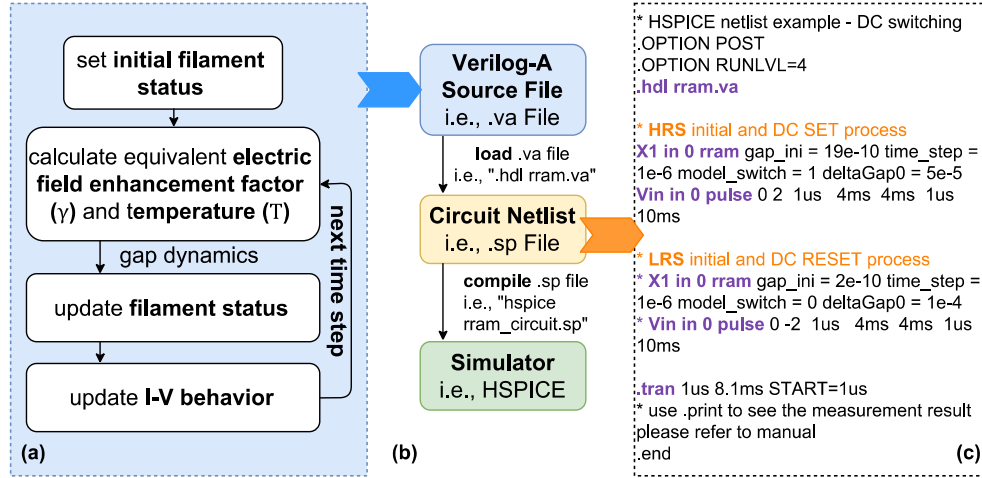 set initial filament
status
calculate equivalent electric
field enhancement factor
(γ) and temperature (T)
gap dynamics
update filament status
update I-V behavior
next time step
(a)
Verilog-A
Source File
i.e., .va File
load .va file
i.e., ".hdl rram.va"
Circuit Netlist
i.e., .sp File
compile .sp file
i.e., "hspice
rram_circuit.sp"
Simulator
i.e., HSPICE
(b)
* HSPICE netlist example - DC switching
.OPTION POST
.OPTION RUNLVL=4
.hdl rram.va
* HRS initial and DC SET process
X1 in 0 rram gap_ini = 19e-10 time_step =
1e-6 model_switch = 1 deltaGap0 = 5e-5
Vin in 0 pulse 0 2 1us 4ms 4ms 1us
10ms
* LRS initial and DC RESET process
* X1 in 0 rram gap_ini = 2e-10 time_step =
1e-6 model_switch = 0 deltaGap0 = 1e-4
* Vin in 0 pulse 0 -2 1us 4ms 4ms 1us
10ms
.tran 1us 8.1ms START=1us
* use .print to see the measurement result
please refer to manual
.end
(c)